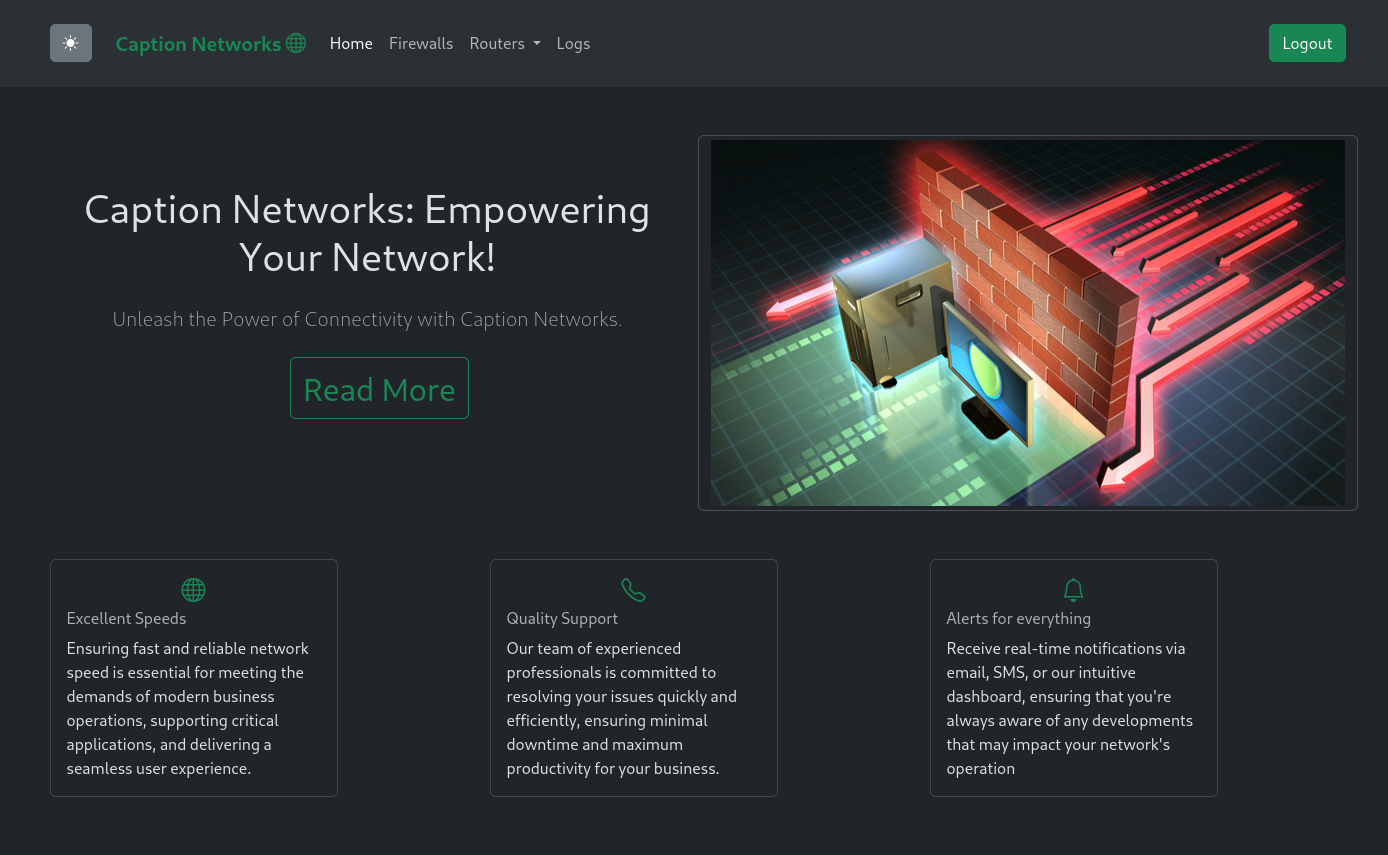 Caption Networks
Home
Firewalls
Routers
Logs
Logout
Caption Networks: Empowering
Your Network!
Unleash the Power of Connectivity with Caption Networks.
Read More
Excellent Speeds
Ensuring fast and reliable network
speed is essential for meeting the
demands of modern business
operations, supporting critical
applications, and delivering a
seamless user experience.
Quality Support
Our team of experienced
professionals is committed to
resolving your issues quickly and
efficiently, ensuring minimal
downtime and maximum
productivity for your business.
Alerts for everything
Receive real-time notifications via
email, SMS, or our intuitive
dashboard, ensuring that you're
always aware of any developments
that may impact your network's
operation